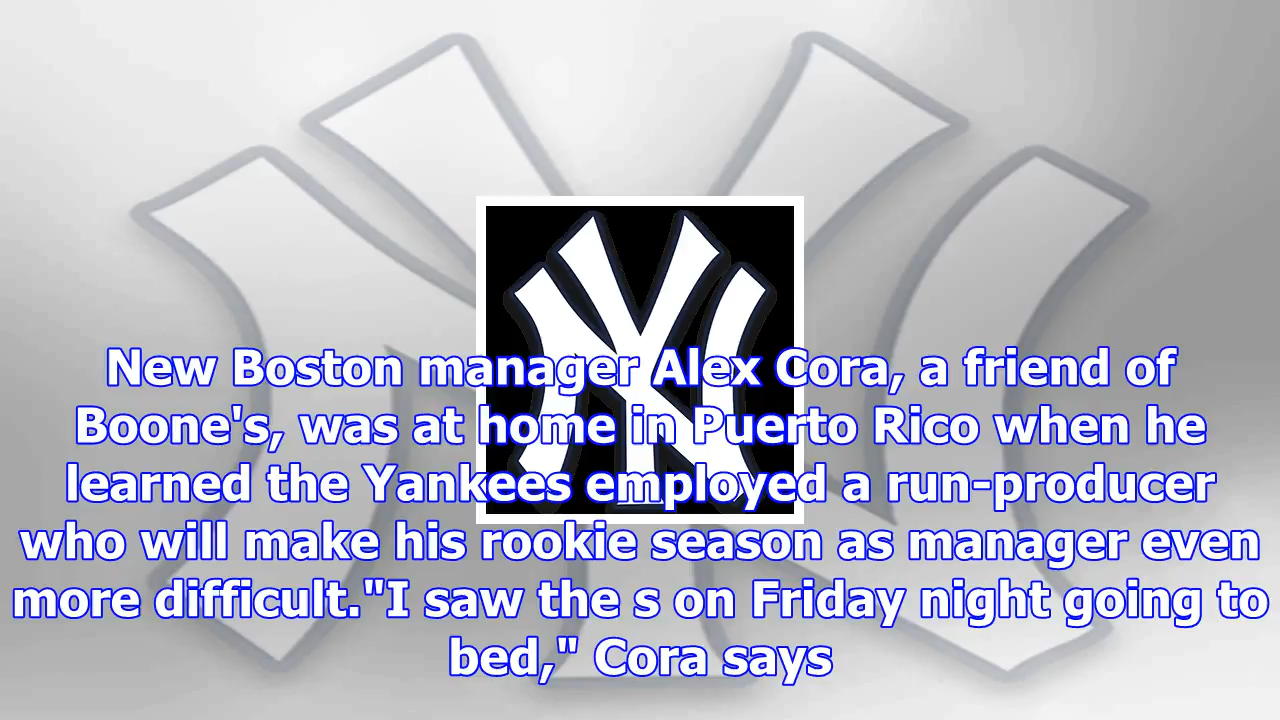 New Boston manager Alex Cora, a friend of
Boone's, was at home in Puerto Rico when he
learned the Yankees employed a run-producer
who will make his rookie season as manager even
more difficult."I saw the s on Friday night going to
bed," Cora says